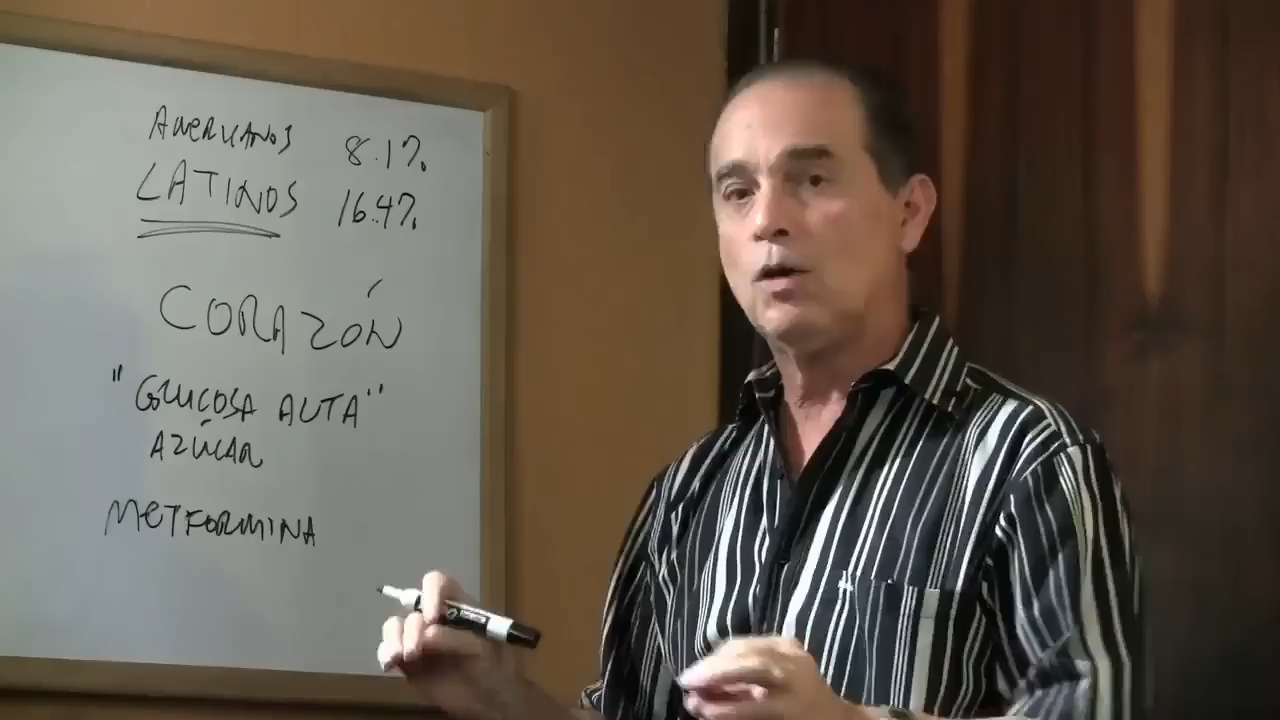 AMERICANOS 8.1%
LATINOS 16.4%
CORAZÓN
"GLUCOSA ALTA"
AZÚCAR
METFORMINA